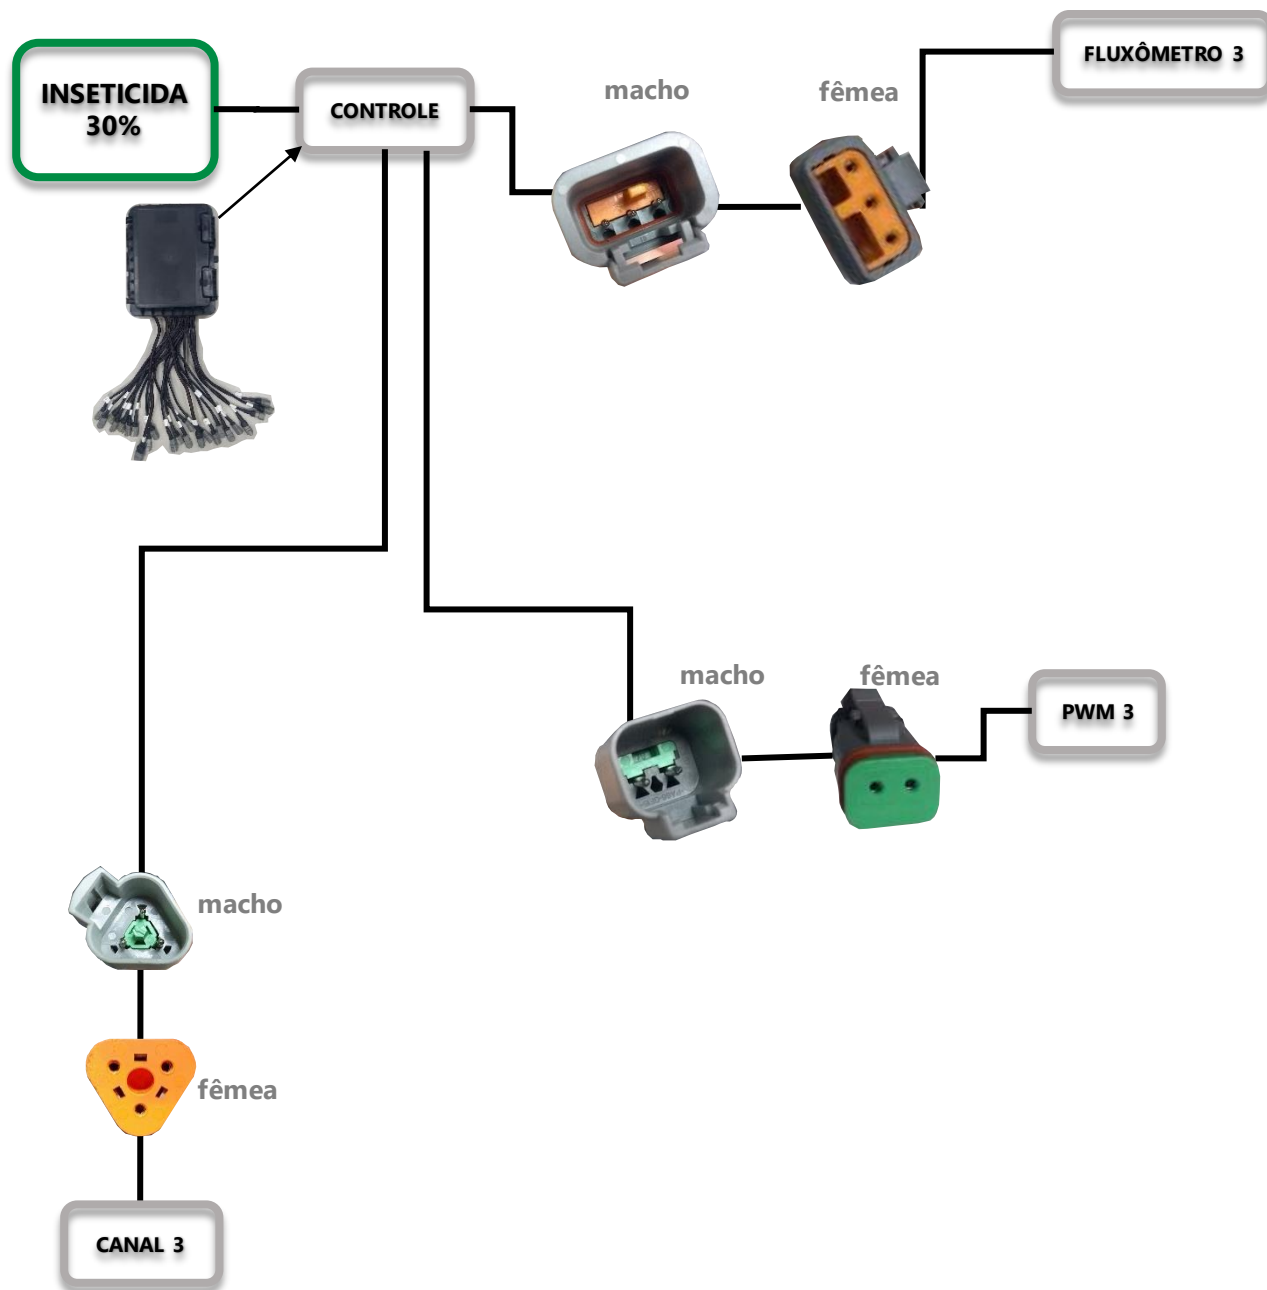 FLUXÔMETRO 3
INSETICIDA
30%
CONTROLE
macho
fêmea
macho
fêmea
PWM 3
macho
fêmea
CANAL 3